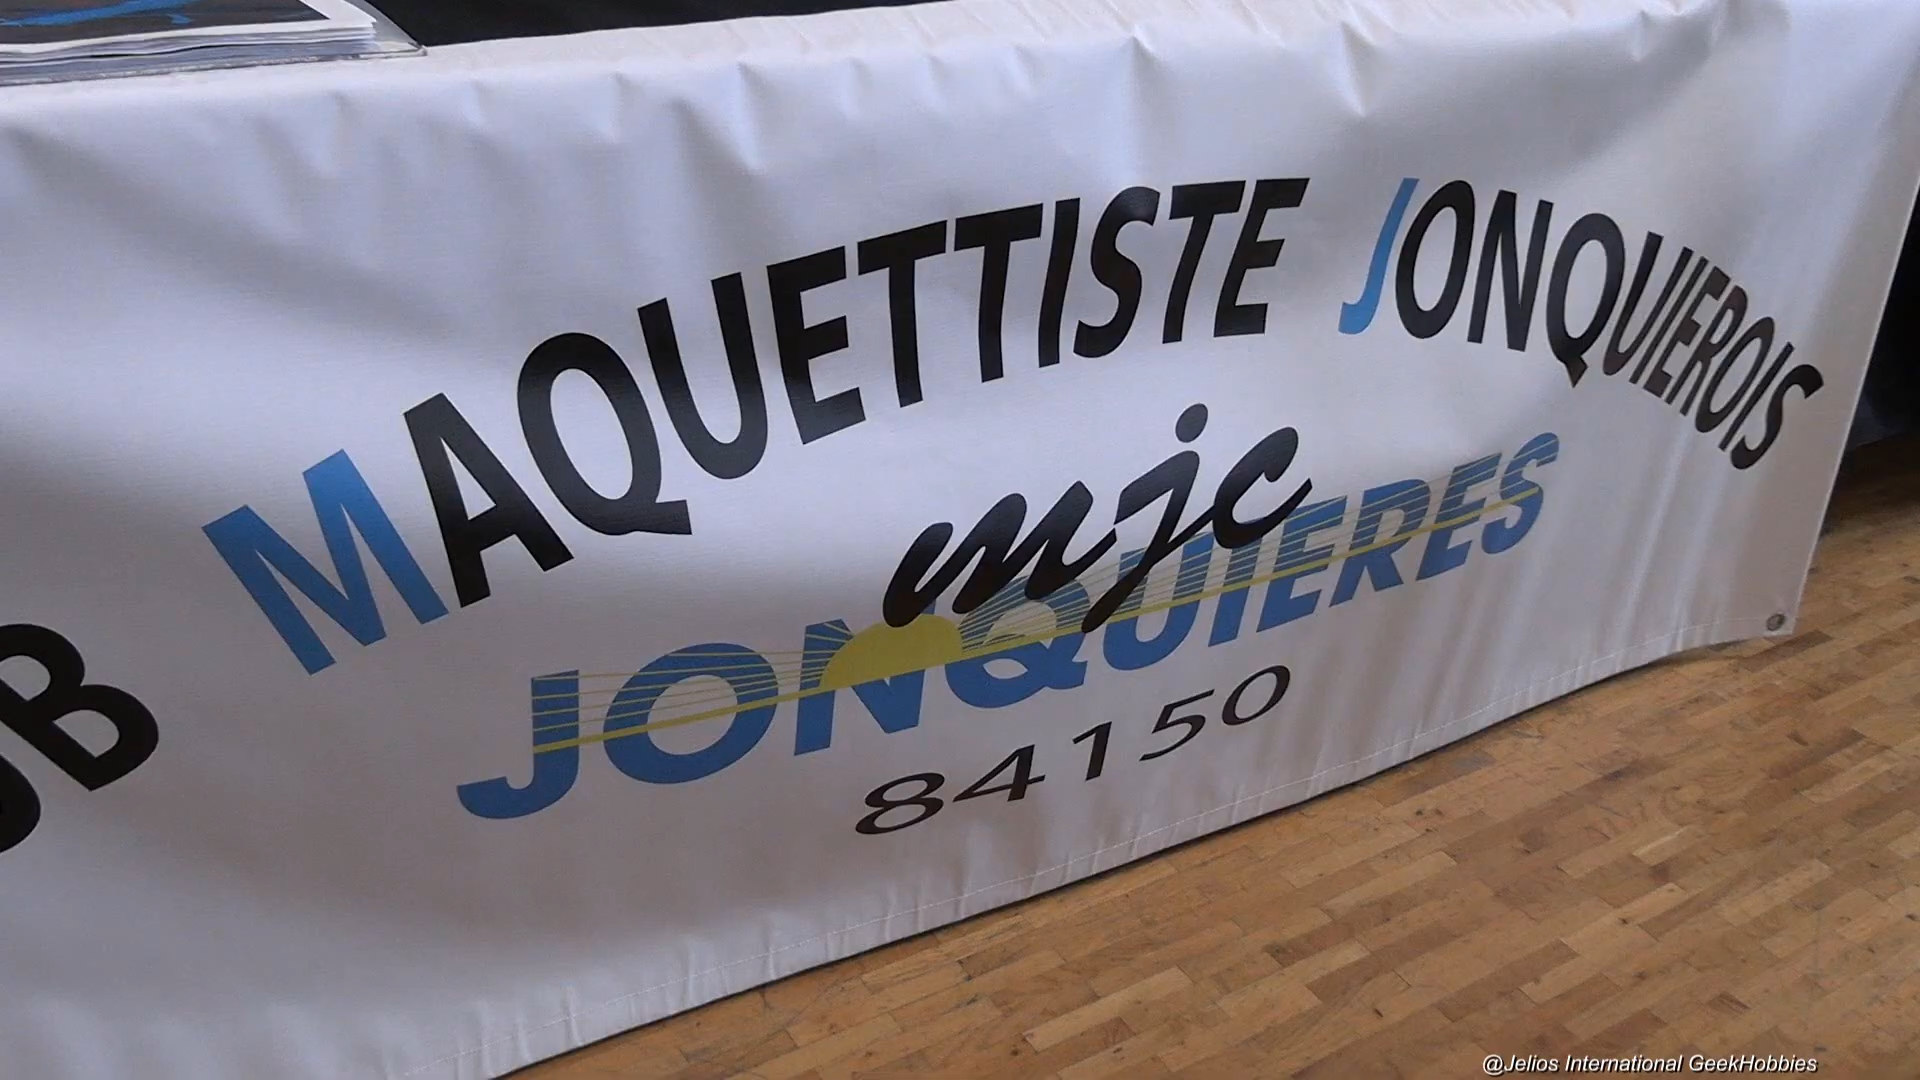 UB MAQUETTISTE JONQUIEROIS
mjc
JONQUIERES
84150
@Jelios International GeekHobbies